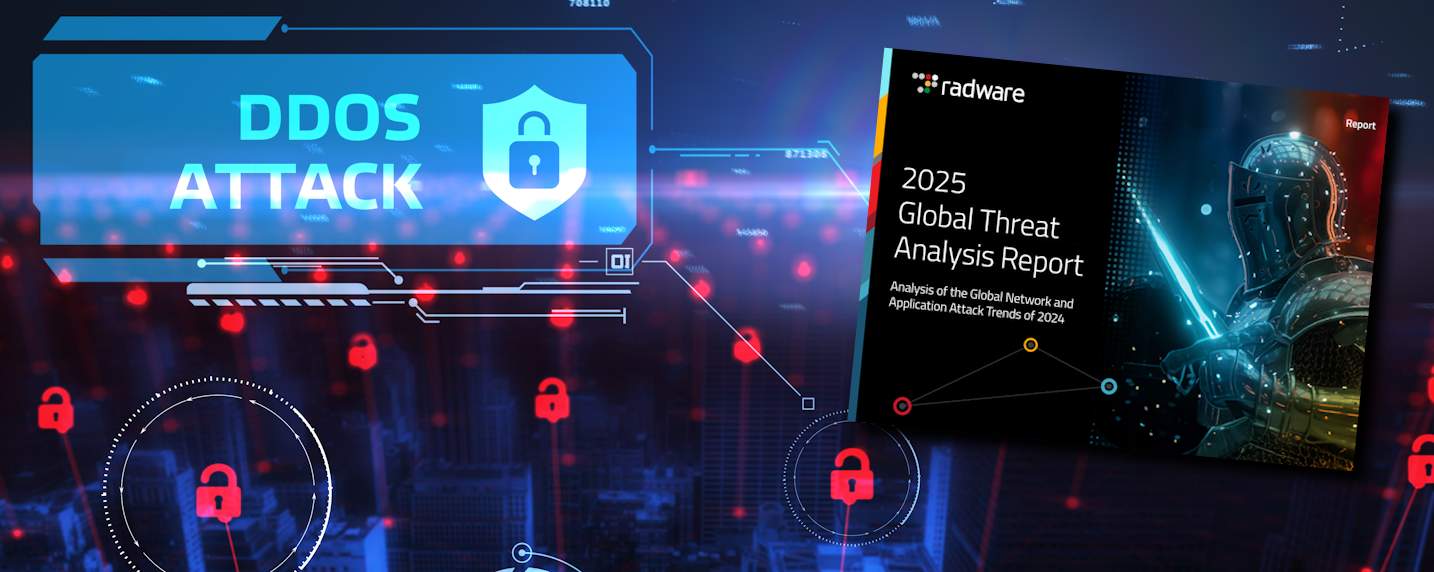 708110
DDOS
ATTACK
871306
01
radware
Report
2025
Global Threat
Analysis Report
Analysis of the Global Network and
Application Attack Trends of 2024